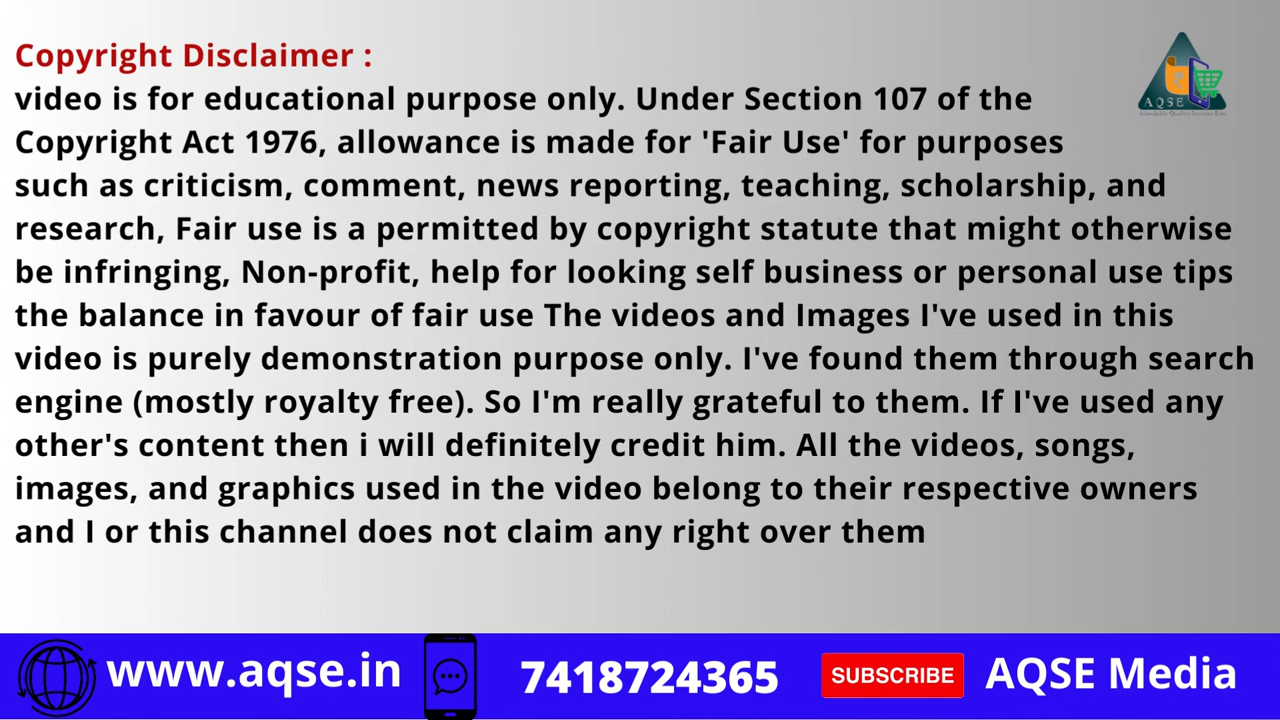 Copyright Disclaimer :
video is for educational purpose only. Under Section 107 of the
Copyright Act 1976, allowance is made for 'Fair Use' for purposes
such as criticism, comment, news reporting, teaching, scholarship, and
research, Fair use is a permitted by copyright statute that might otherwise
be infringing, Non-profit, help for looking self business or personal use tips
the balance in favour of fair use The videos and Images I've used in this
video is purely demonstration purpose only. I've found them through search
engine (mostly royalty free). So I'm really grateful to them. If I've used any
other's content then i will definitely credit him. All the videos, songs,
images, and graphics used in the video belong to their respective owners
and I or this channel does not claim any right over them
AQSE
www.aqse.in
7418724365
SUBSCRIBE
AQSE Media